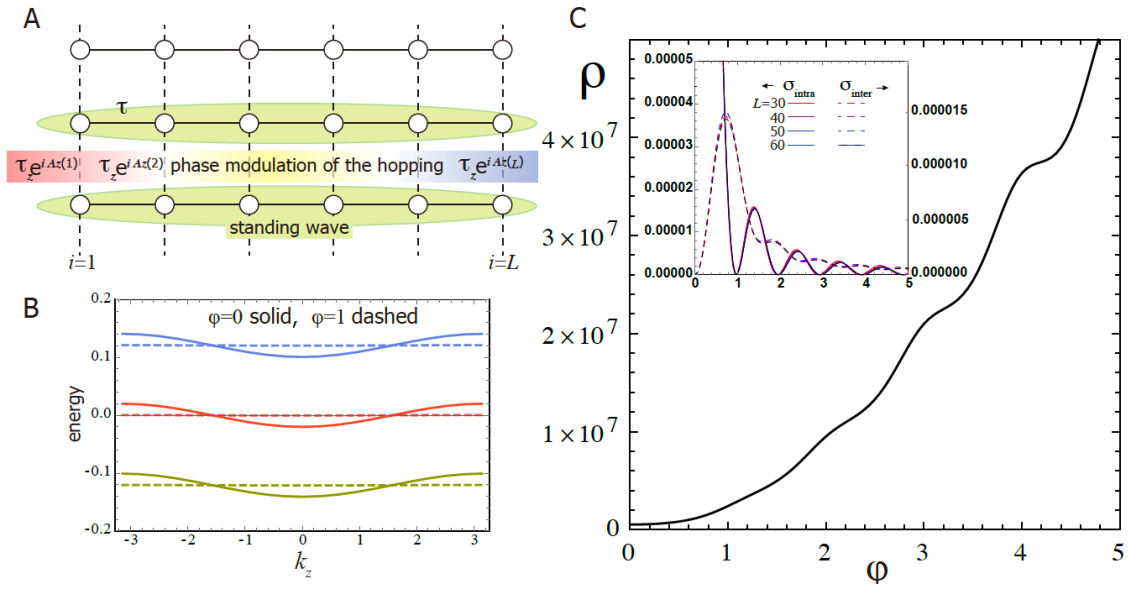 A
τ
τ_z e^{i Az(1)} τ_z e^{i Az(2)} phase modulation of the hopping τ_z e^{i Az(L)}
standing wave
i=1 i=L
B
φ=0 solid, φ=1 dashed
0.2
0.1
0.0
-0.1
-0.2
energy
-3 -2 -1 0 1 2 3
k_z
C
ρ
4 × 10^7
3 × 10^7
2 × 10^7
1 × 10^7
0
0 1 2 3 4 5
φ
← σ_intra σ_inter →
L=30
40
50
60
0.00005
0.00004
0.00003
0.00002
0.00001
0.00000
0.000015
0.000010
0.000005
0.000000
0 1 2 3 4 5